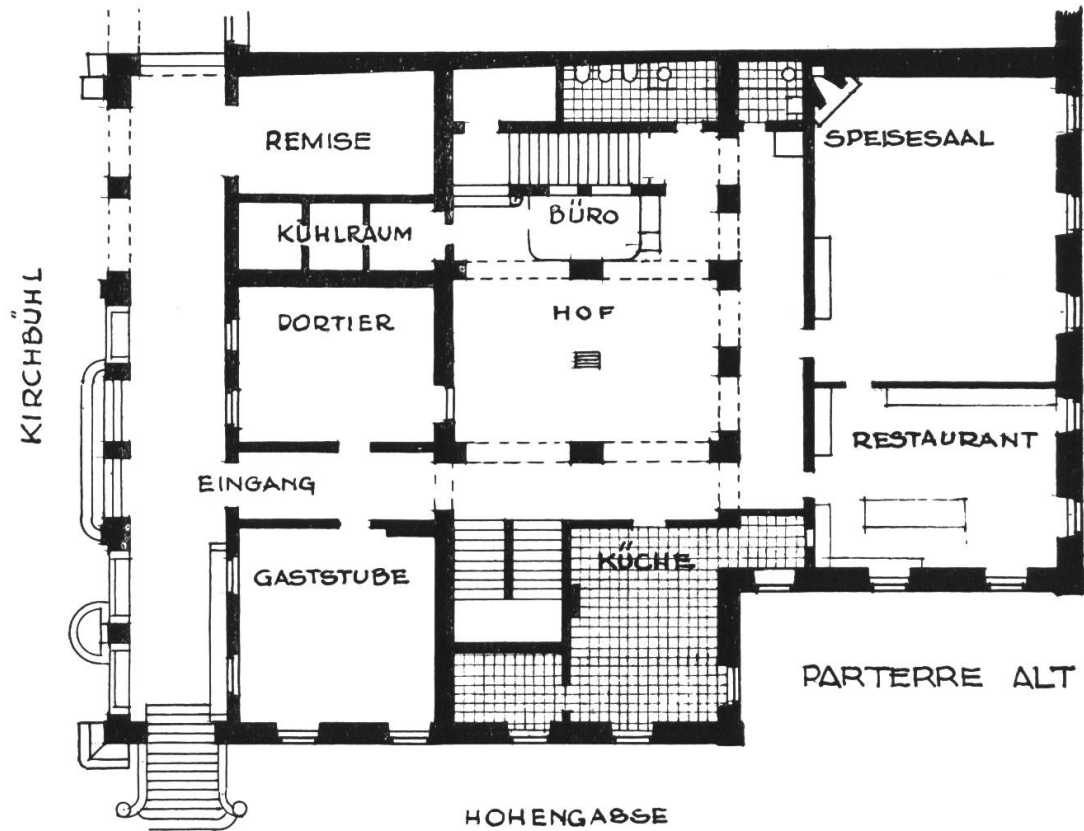 REMISE
SPEISESAAL
BÜRO
KÜHLRAUM
KIRCHBÜHL
DORTIER
HOF
RESTAURANT
EINGANG
GASTSTUBE
KÜCHE
PARTERRE ALT
HOHENGASSE